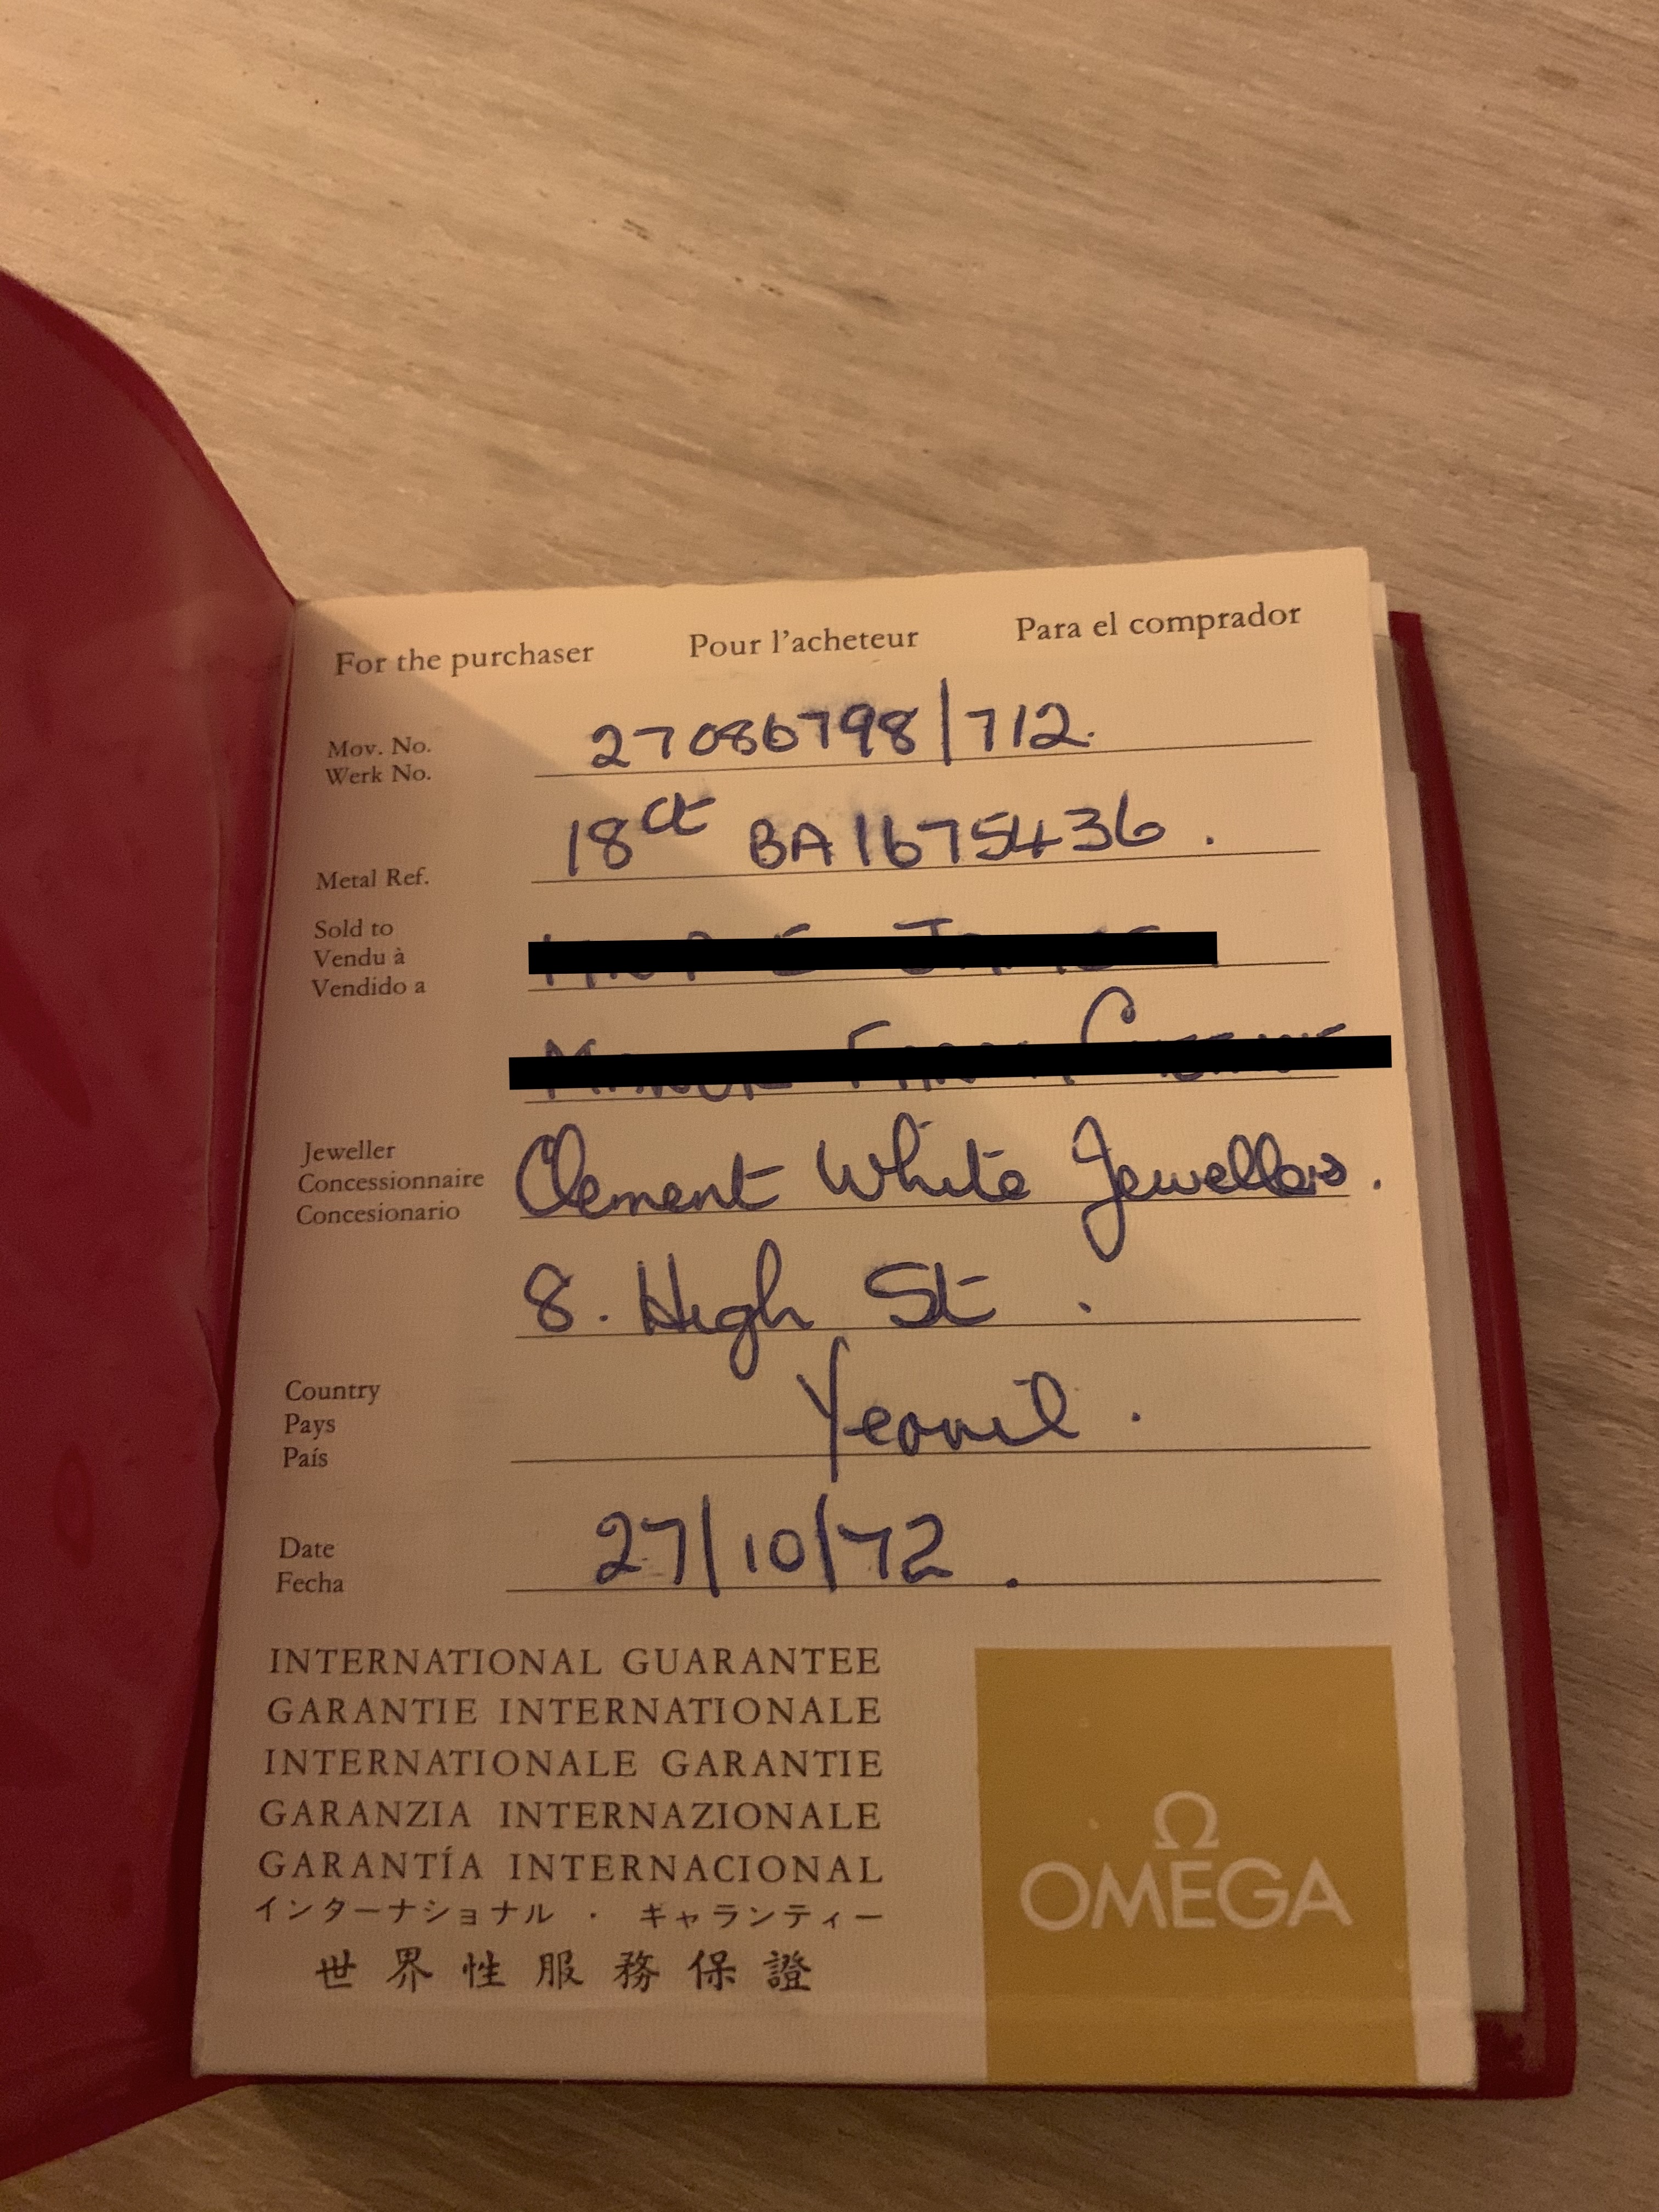 For the purchaser Pour l'acheteur Para el comprador
Mov. No. 27086798/712.
Werk No.
Metal Ref. 18ct BA1675436.
Sold to
Vendu à
Vendido a
Jeweller
Concessionnaire Clement White Jewellers.
Concesionario
8. High St.
Country
Pays Yeovil.
País
Date 27/10/72.
Fecha
INTERNATIONAL GUARANTEE
GARANTIE INTERNATIONALE
INTERNATIONALE GARANTIE
GARANZIA INTERNAZIONALE
GARANTÍA INTERNACIONAL
インターナショナル・ギャランティー
世界性服務保證
Ω
OMEGA